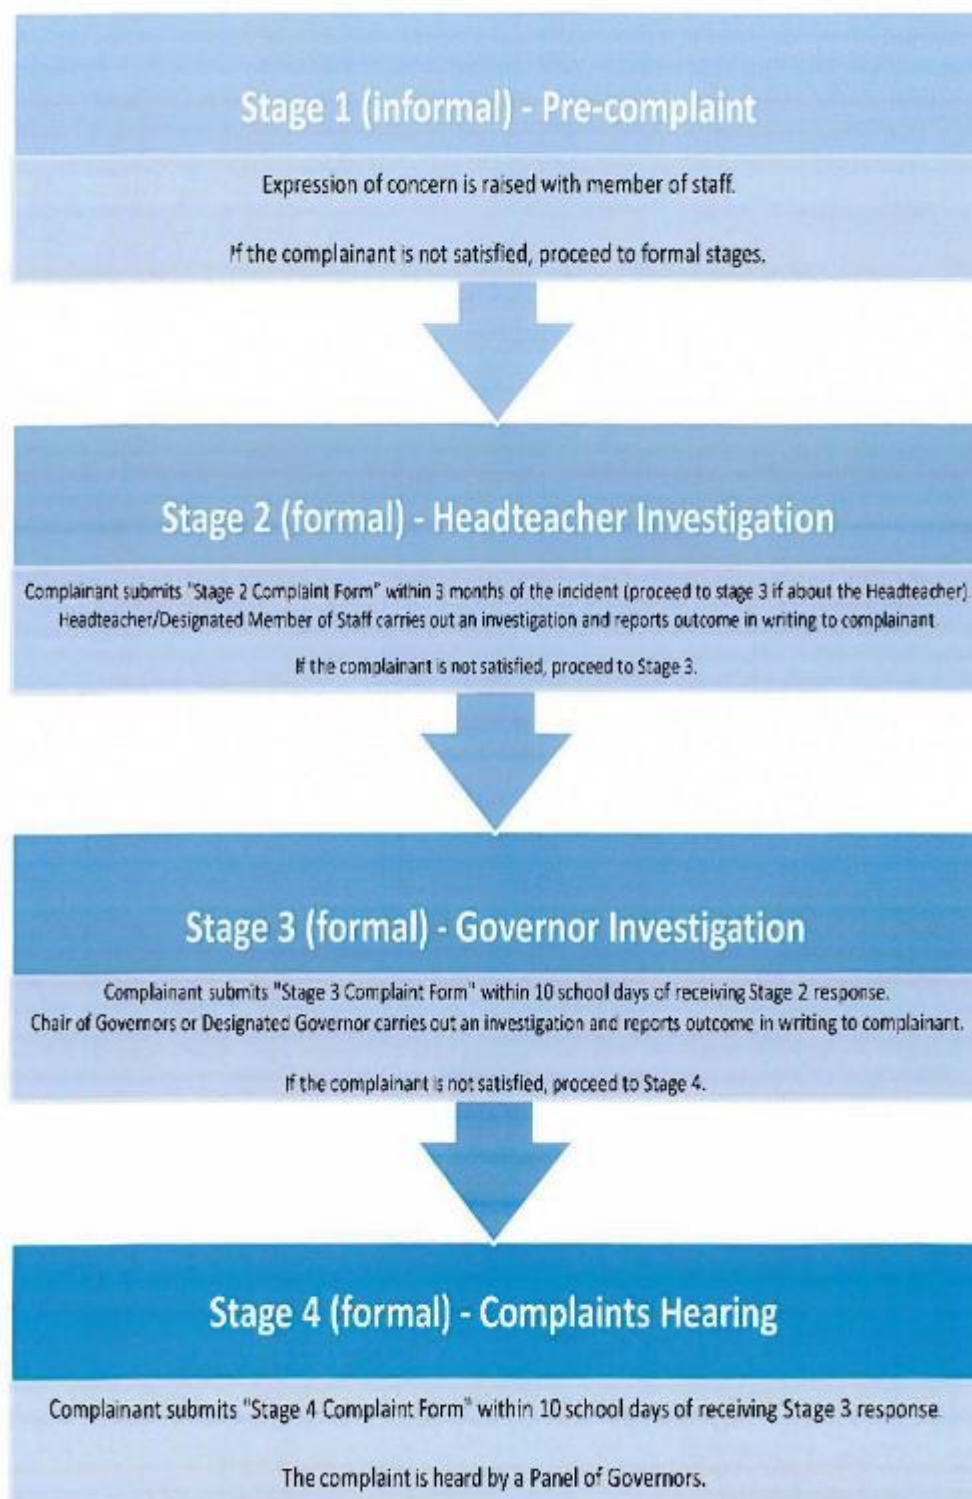 Stage 1 (informal) - Pre-complaint
Expression of concern is raised with member of staff.
If the complainant is not satisfied, proceed to formal stages.
Stage 2 (formal) - Headteacher Investigation
Complainant submits "Stage 2 Complaint Form" within 3 months of the incident (proceed to stage 3 if about the Headteacher).
Headteacher/Designated Member of Staff carries out an investigation and reports outcome in writing to complainant
If the complainant is not satisfied, proceed to Stage 3.
Stage 3 (formal) - Governor Investigation
Complainant submits "Stage 3 Complaint Form" within 10 school days of receiving Stage 2 response.
Chair of Governors or Designated Governor carries out an investigation and reports outcome in writing to complainant.
If the complainant is not satisfied, proceed to Stage 4.
Stage 4 (formal) - Complaints Hearing
Complainant submits "Stage 4 Complaint Form" within 10 school days of receiving Stage 3 response
The complaint is heard by a Panel of Governors.